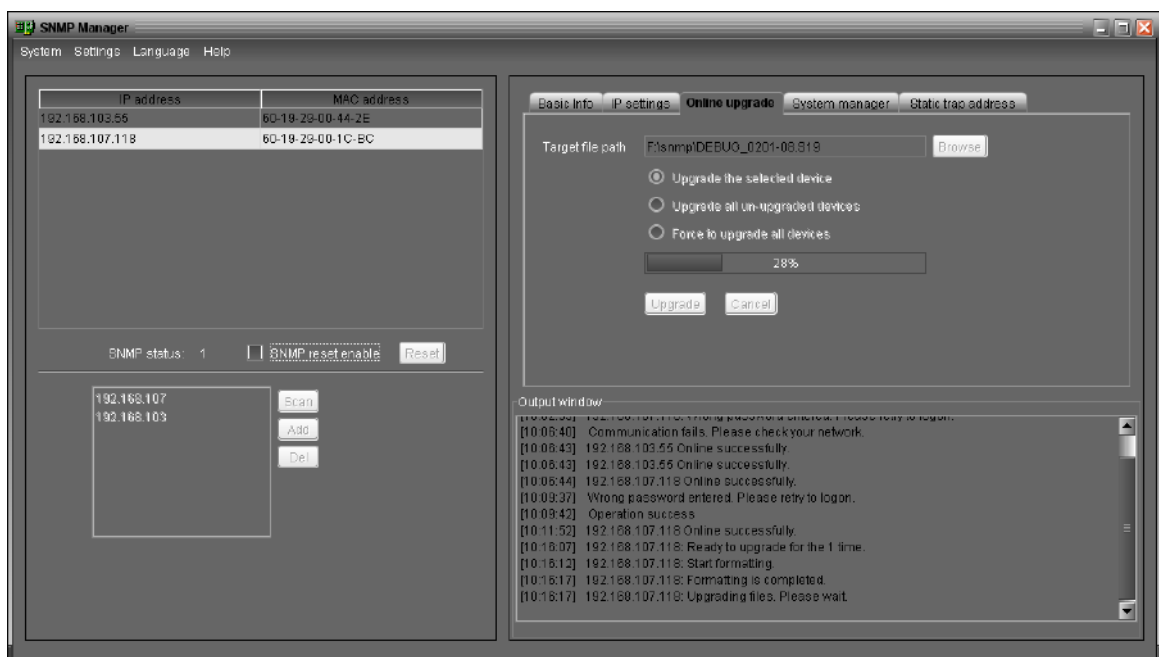 SNMP Manager
System Settings Language Help
IP address MAC address
192.168.103.55 60-19-29-00-44-2E
192.168.107.118 60-19-29-00-1C-BC
SNMP status: 1 SNMP reset enable Reset
192.168.107
192.168.103
Scan
Add
Del
Basic Info IP settings Online upgrade System manager Static trap address
Target file path F:\snmp\DEBUG_0201-08.S19 Browse
Upgrade the selected device
Upgrade all un-upgraded devices
Force to upgrade all devices
28%
Upgrade Cancel
Output window
[10:06:40] Communication fails. Please check your network.
[10:06:43] 192.168.103.55 Online successfully.
[10:06:43] 192.168.103.55 Online successfully.
[10:06:44] 192.168.107.118 Online successfully.
[10:09:37] Wrong password entered. Please retry to logon.
[10:09:42] Operation success
[10:11:52] 192.168.107.118 Online successfully.
[10:16:07] 192.168.107.118: Ready to upgrade for the 1 time.
[10:16:12] 192.168.107.118: Start formatting.
[10:16:17] 192.168.107.118: Formatting is completed.
[10:16:17] 192.168.107.118: Upgrading files. Please wait.